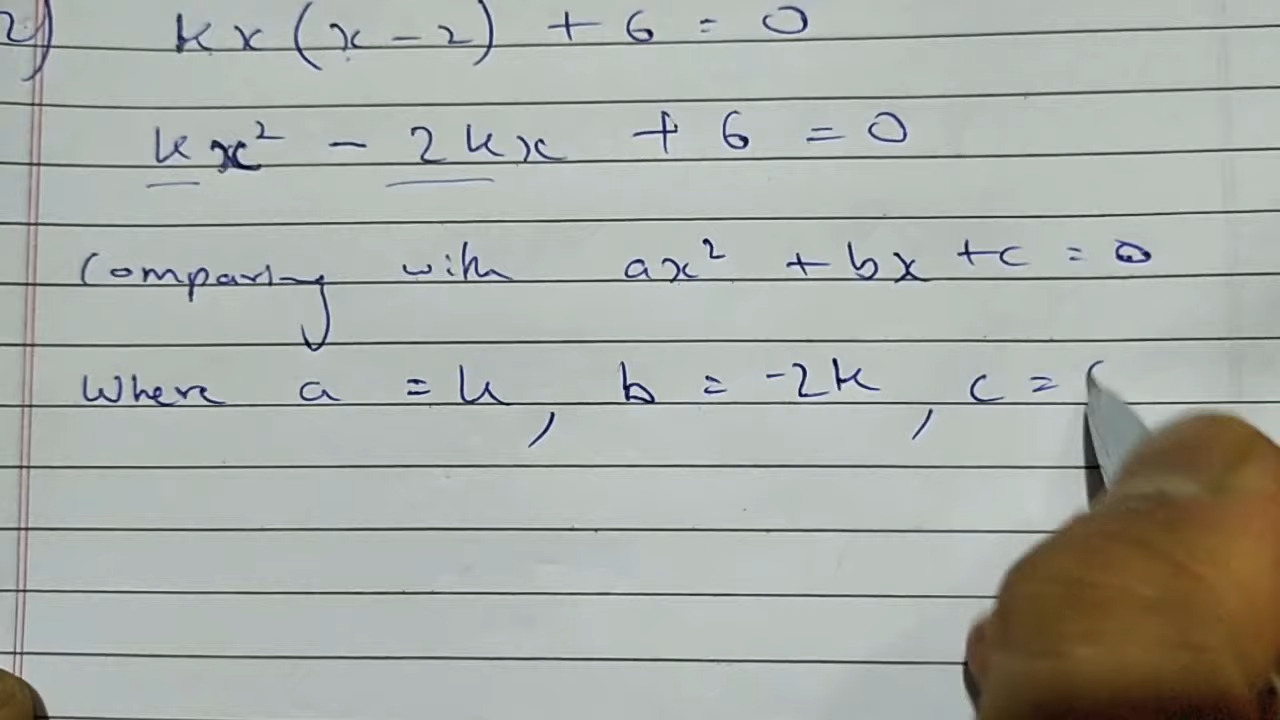 2) kx(x-2) + 6 = 0
kx² - 2kx + 6 = 0
Comparing with ax² + bx + c = 0
Where a = k, b = -2k, c =